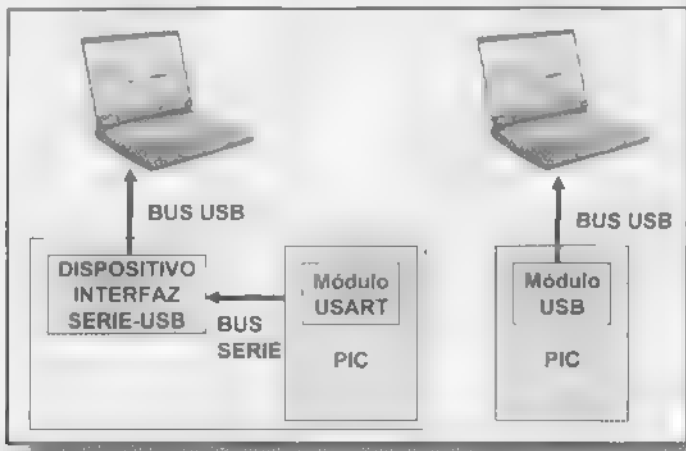 BUS USB
DISPOSITIVO
INTERFAZ
SERIE-USB
BUS
SERIE
Módulo
USART
PIC
BUS USB
Módulo
USB
PIC